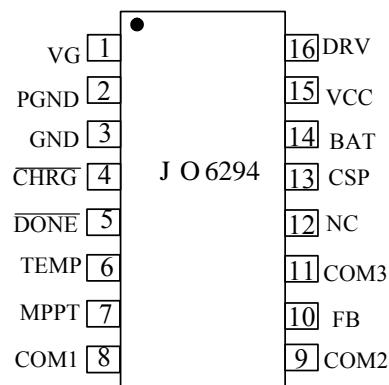 VG 1 16 DRV
PGND 2 15 VCC
GND 3 14 BAT
CHRG 4 JO6294 13 CSP
DONE 5 12 NC
TEMP 6 11 COM3
MPPT 7 10 FB
COM1 8 9 COM2